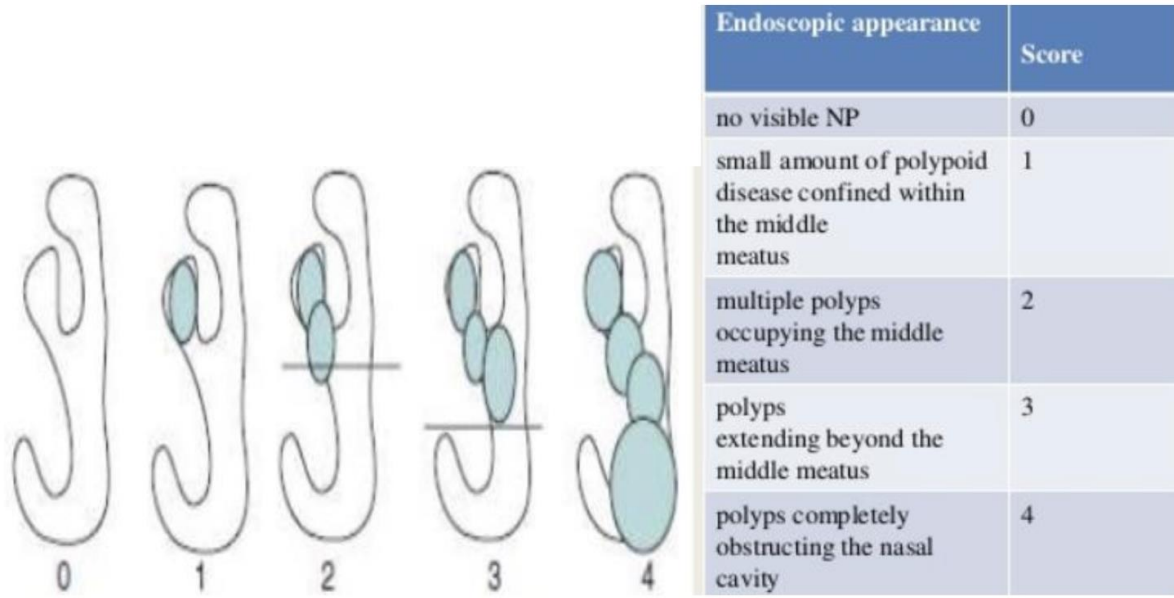 Endoscopic appearance
Score
no visible NP
0
small amount of polypoid
1
disease confined within
the middle
meatus
multiple polyps
2
occupying the middle
meatus
polyps
3
extending beyond the
middle meatus
polyps completely
4
obstructing the nasal
cavity
0 1 2 3 4